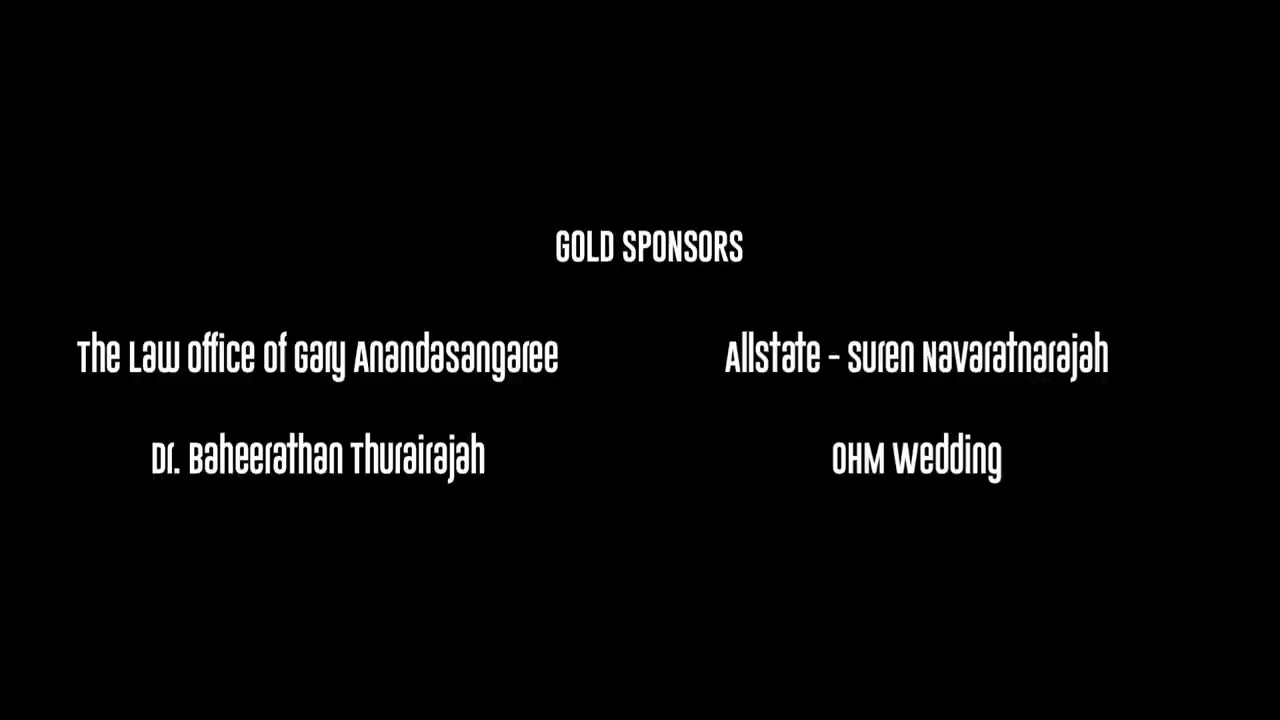 GOLD SPONSORS
The Law Office of Gary Anandasangaree
Allstate - Suren Navaratnarajah
Dr. Baheerathan Thurairajah
OHM Wedding